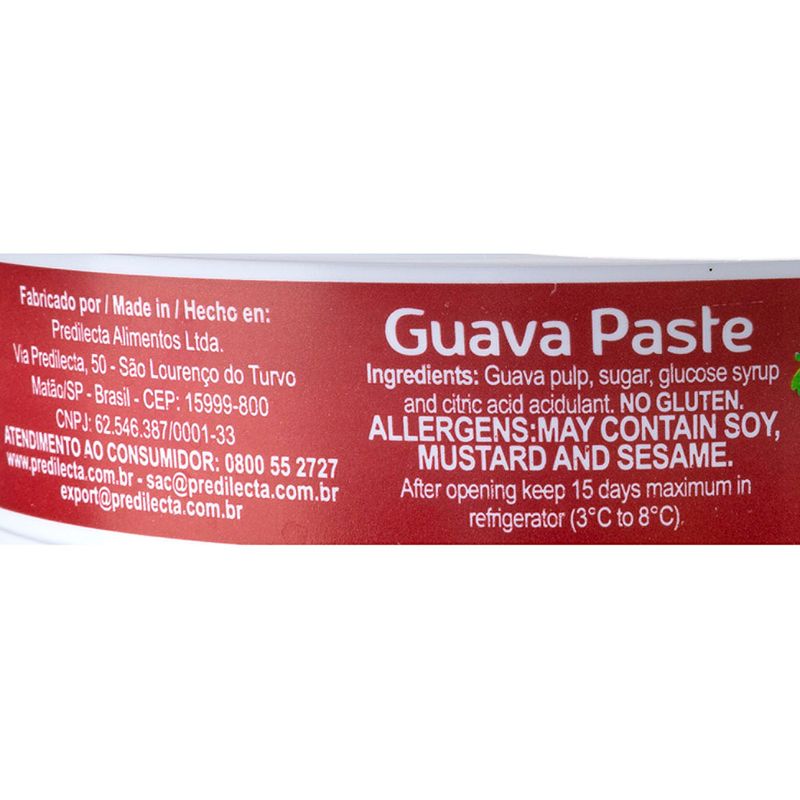 Fabricado por / Made in / Hecho en:
Predilecta Alimentos Ltda.
Via Predilecta, 50 - São Lourenço do Turvo
Matão/SP - Brasil - CEP: 15999-800
CNPJ: 62.546.387/0001-33
ATENDIMENTO AO CONSUMIDOR: 0800 55 2727
www.predilecta.com.br - sac@predilecta.com.br
export@predilecta.com.br
Guava Paste
Ingredients: Guava pulp, sugar, glucose syrup
and citric acid acidulant. NO GLUTEN.
ALLERGENS:MAY CONTAIN SOY,
MUSTARD AND SESAME.
After opening keep 15 days maximum in
refrigerator (3°C to 8°C)